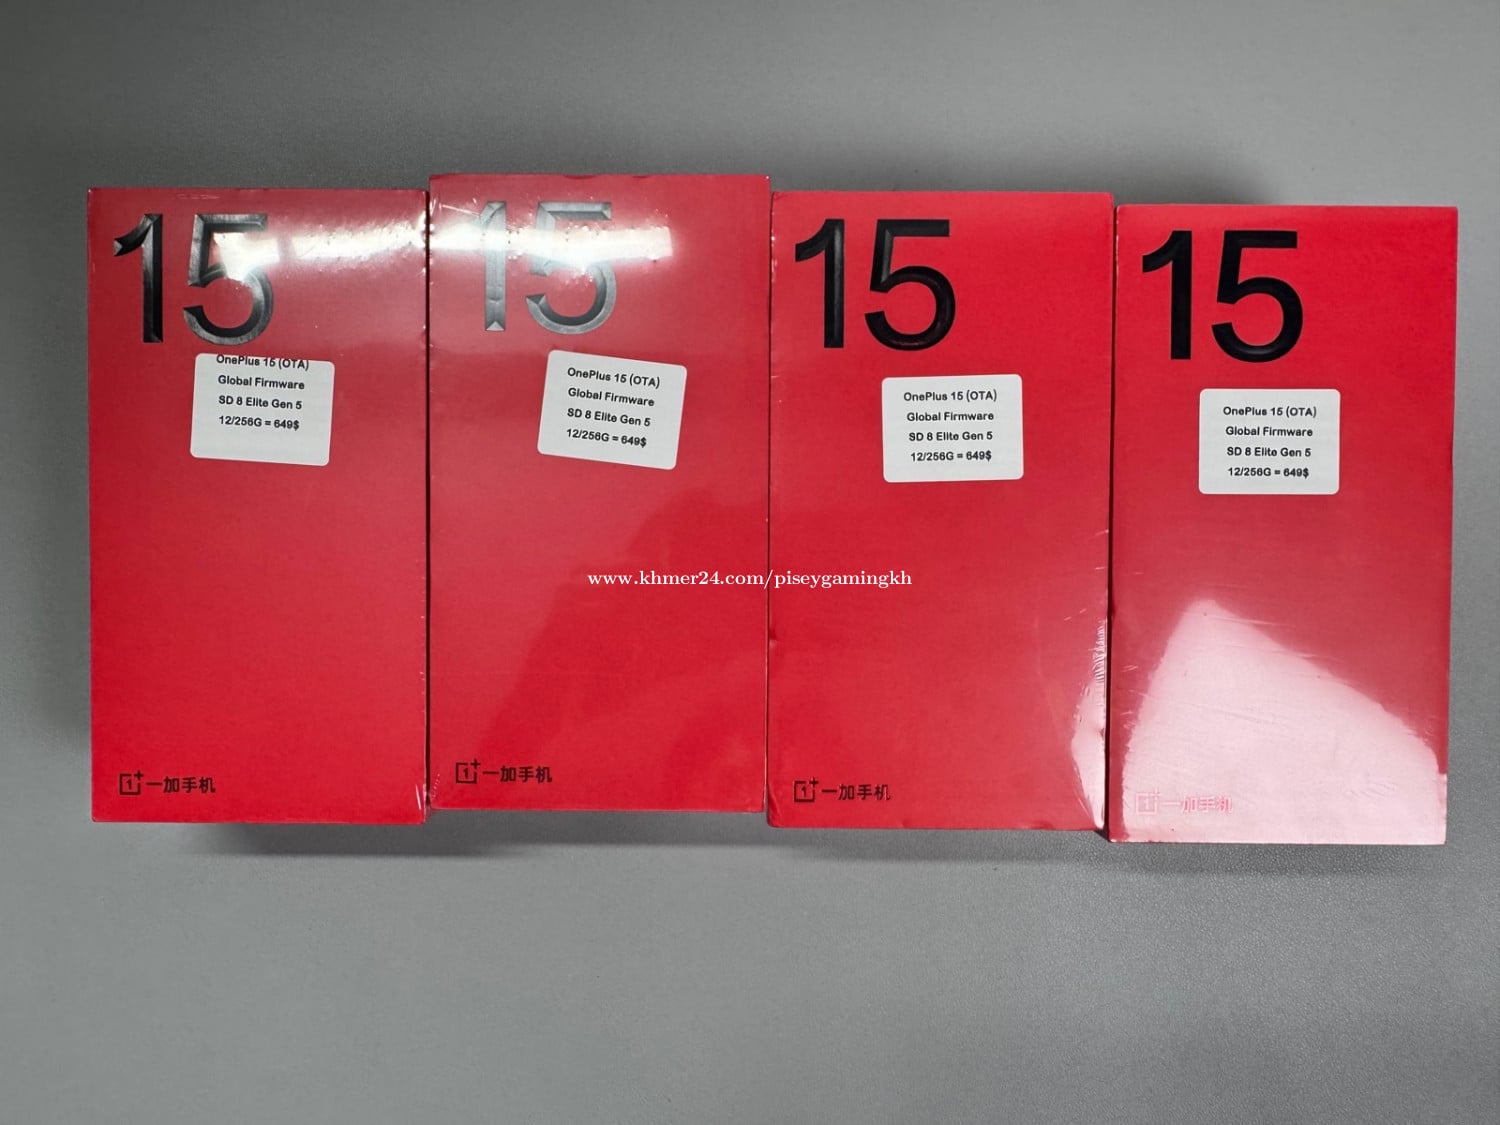 15
OnePlus 15 (OTA)
Global Firmware
SD 8 Elite Gen 5
12/256G = 649$
1+ 一加手机
15
OnePlus 15 (OTA)
Global Firmware
SD 8 Elite Gen 5
12/256G = 649$
1+ 一加手机
15
OnePlus 15 (OTA)
Global Firmware
SD 8 Elite Gen 5
12/256G = 649$
1+ 一加手机
15
OnePlus 15 (OTA)
Global Firmware
SD 8 Elite Gen 5
12/256G = 649$
1+ 一加手机
www.khmer24.com/piseygamingkh